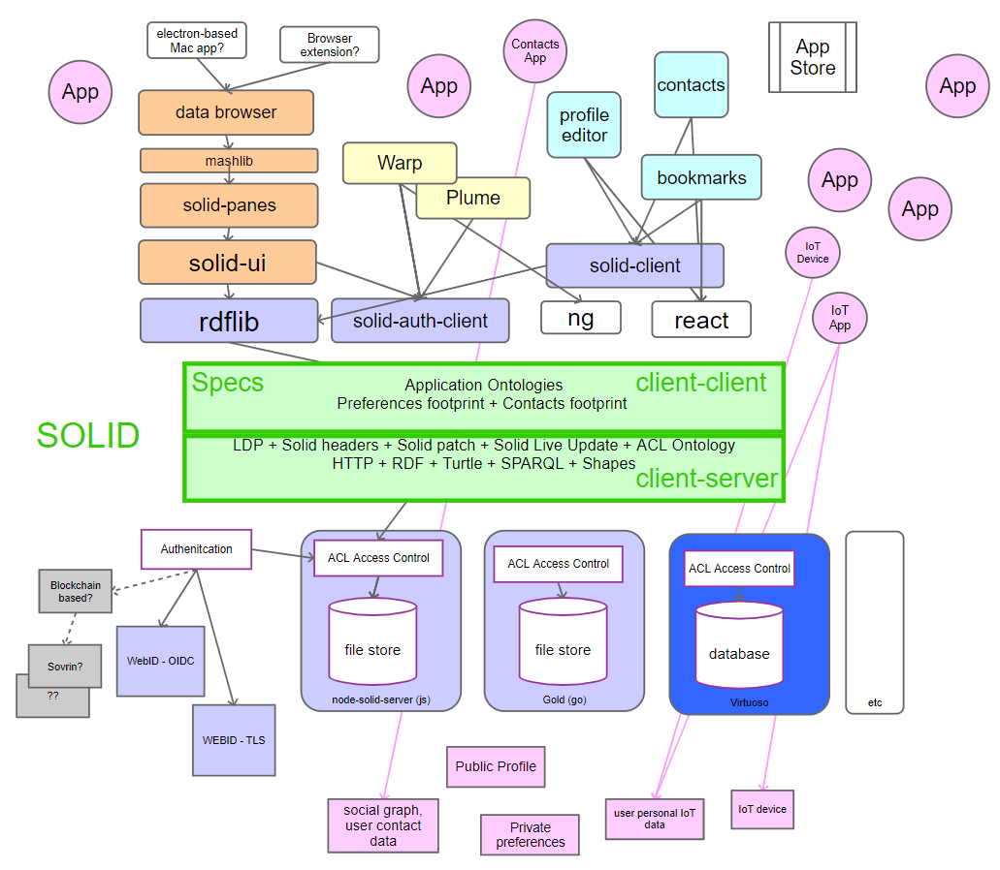 electron-based
Mac app?
Browser
extension?
Contacts
App
App
Store
App
App
App
contacts
data browser
profile
editor
mashlib
Warp
bookmarks
App
Plume
solid-panes
App
IoT
Device
solid-ui
solid-client
rdflib
solid-auth-client
ng
react
IoT
App
Specs
Application Ontologies
client-client
Preferences footprint + Contacts footprint
SOLID
LDP + Solid headers + Solid patch + Solid Live Update + ACL Ontology
HTTP + RDF + Turtle + SPARQL + Shapes
client-server
Authenitcation
ACL Access Control
ACL Access Control
ACL Access Control
Blockchain
based?
Sovrin?
??
WebID - OIDC
WEBID - TLS
file store
file store
database
node-solid-server (js)
Gold (go)
Virtuoso
etc
Public Profile
social graph,
user contact
data
Private
preferences
user personal IoT
data
IoT device